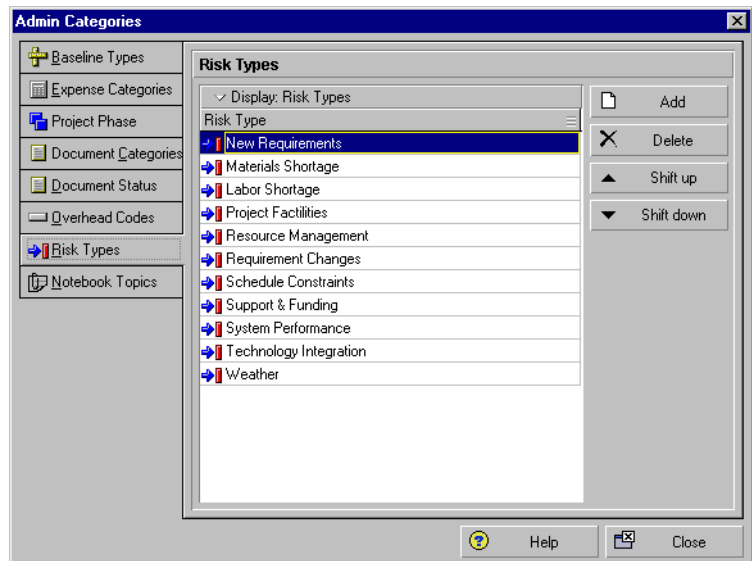 Admin Categories
Baseline Types
Expense Categories
Project Phase
Document Categories
Document Status
Overhead Codes
Risk Types
Notebook Topics
Risk Types
Display: Risk Types
Risk Type
New Requirements
Materials Shortage
Labor Shortage
Project Factilities
Resource Management
Requirement Changes
Schedule Constraints
Support & Funding
System Performance
Technology Integration
Weather
Add
Delete
Shift up
Shift down
Help
Close